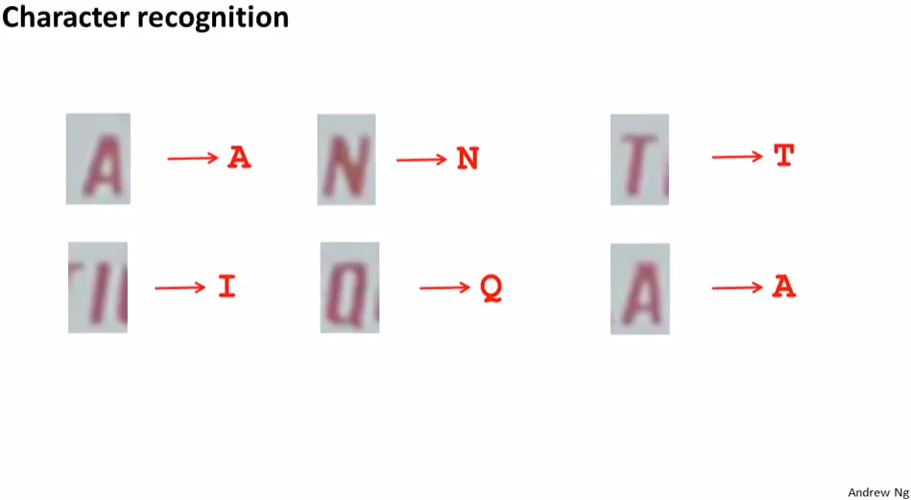 Character recognition
A → A N → N T → T
I → I Q → Q A → A
Andrew Ng